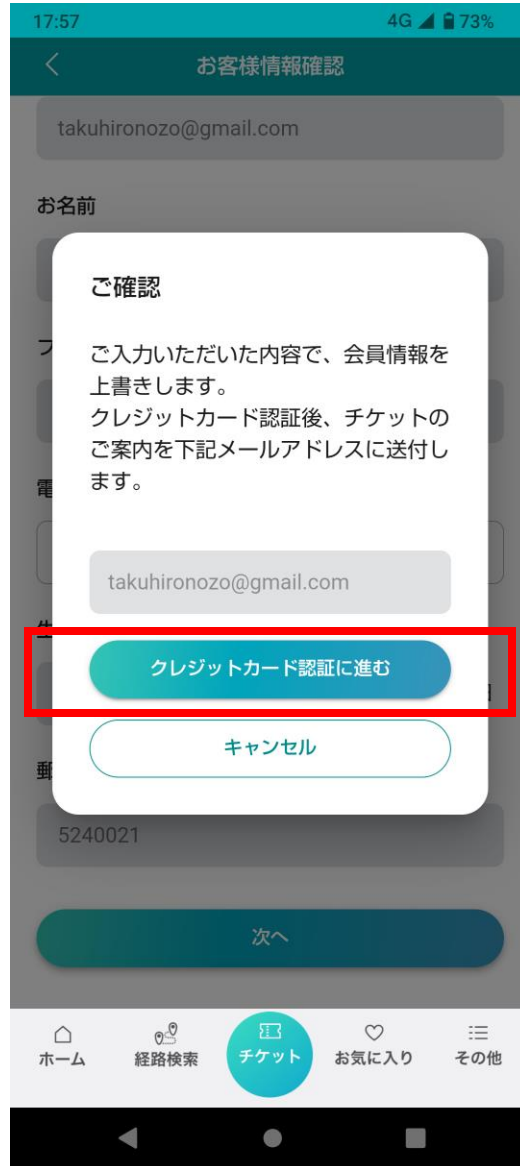 17:57 4G 73%
お客様情報確認
takuhironozo@gmail.com
お名前
フ
ご確認
ご入力いただいた内容で、会員情報を
上書きします。
クレジットカード認証後、チケットの
ご案内を下記メールアドレスに送付し
ます。
電
takuhironozo@gmail.com
クレジットカード認証に進む
キャンセル
郵
5240021
次へ
ホーム 経路検索 チケット お気に入り その他